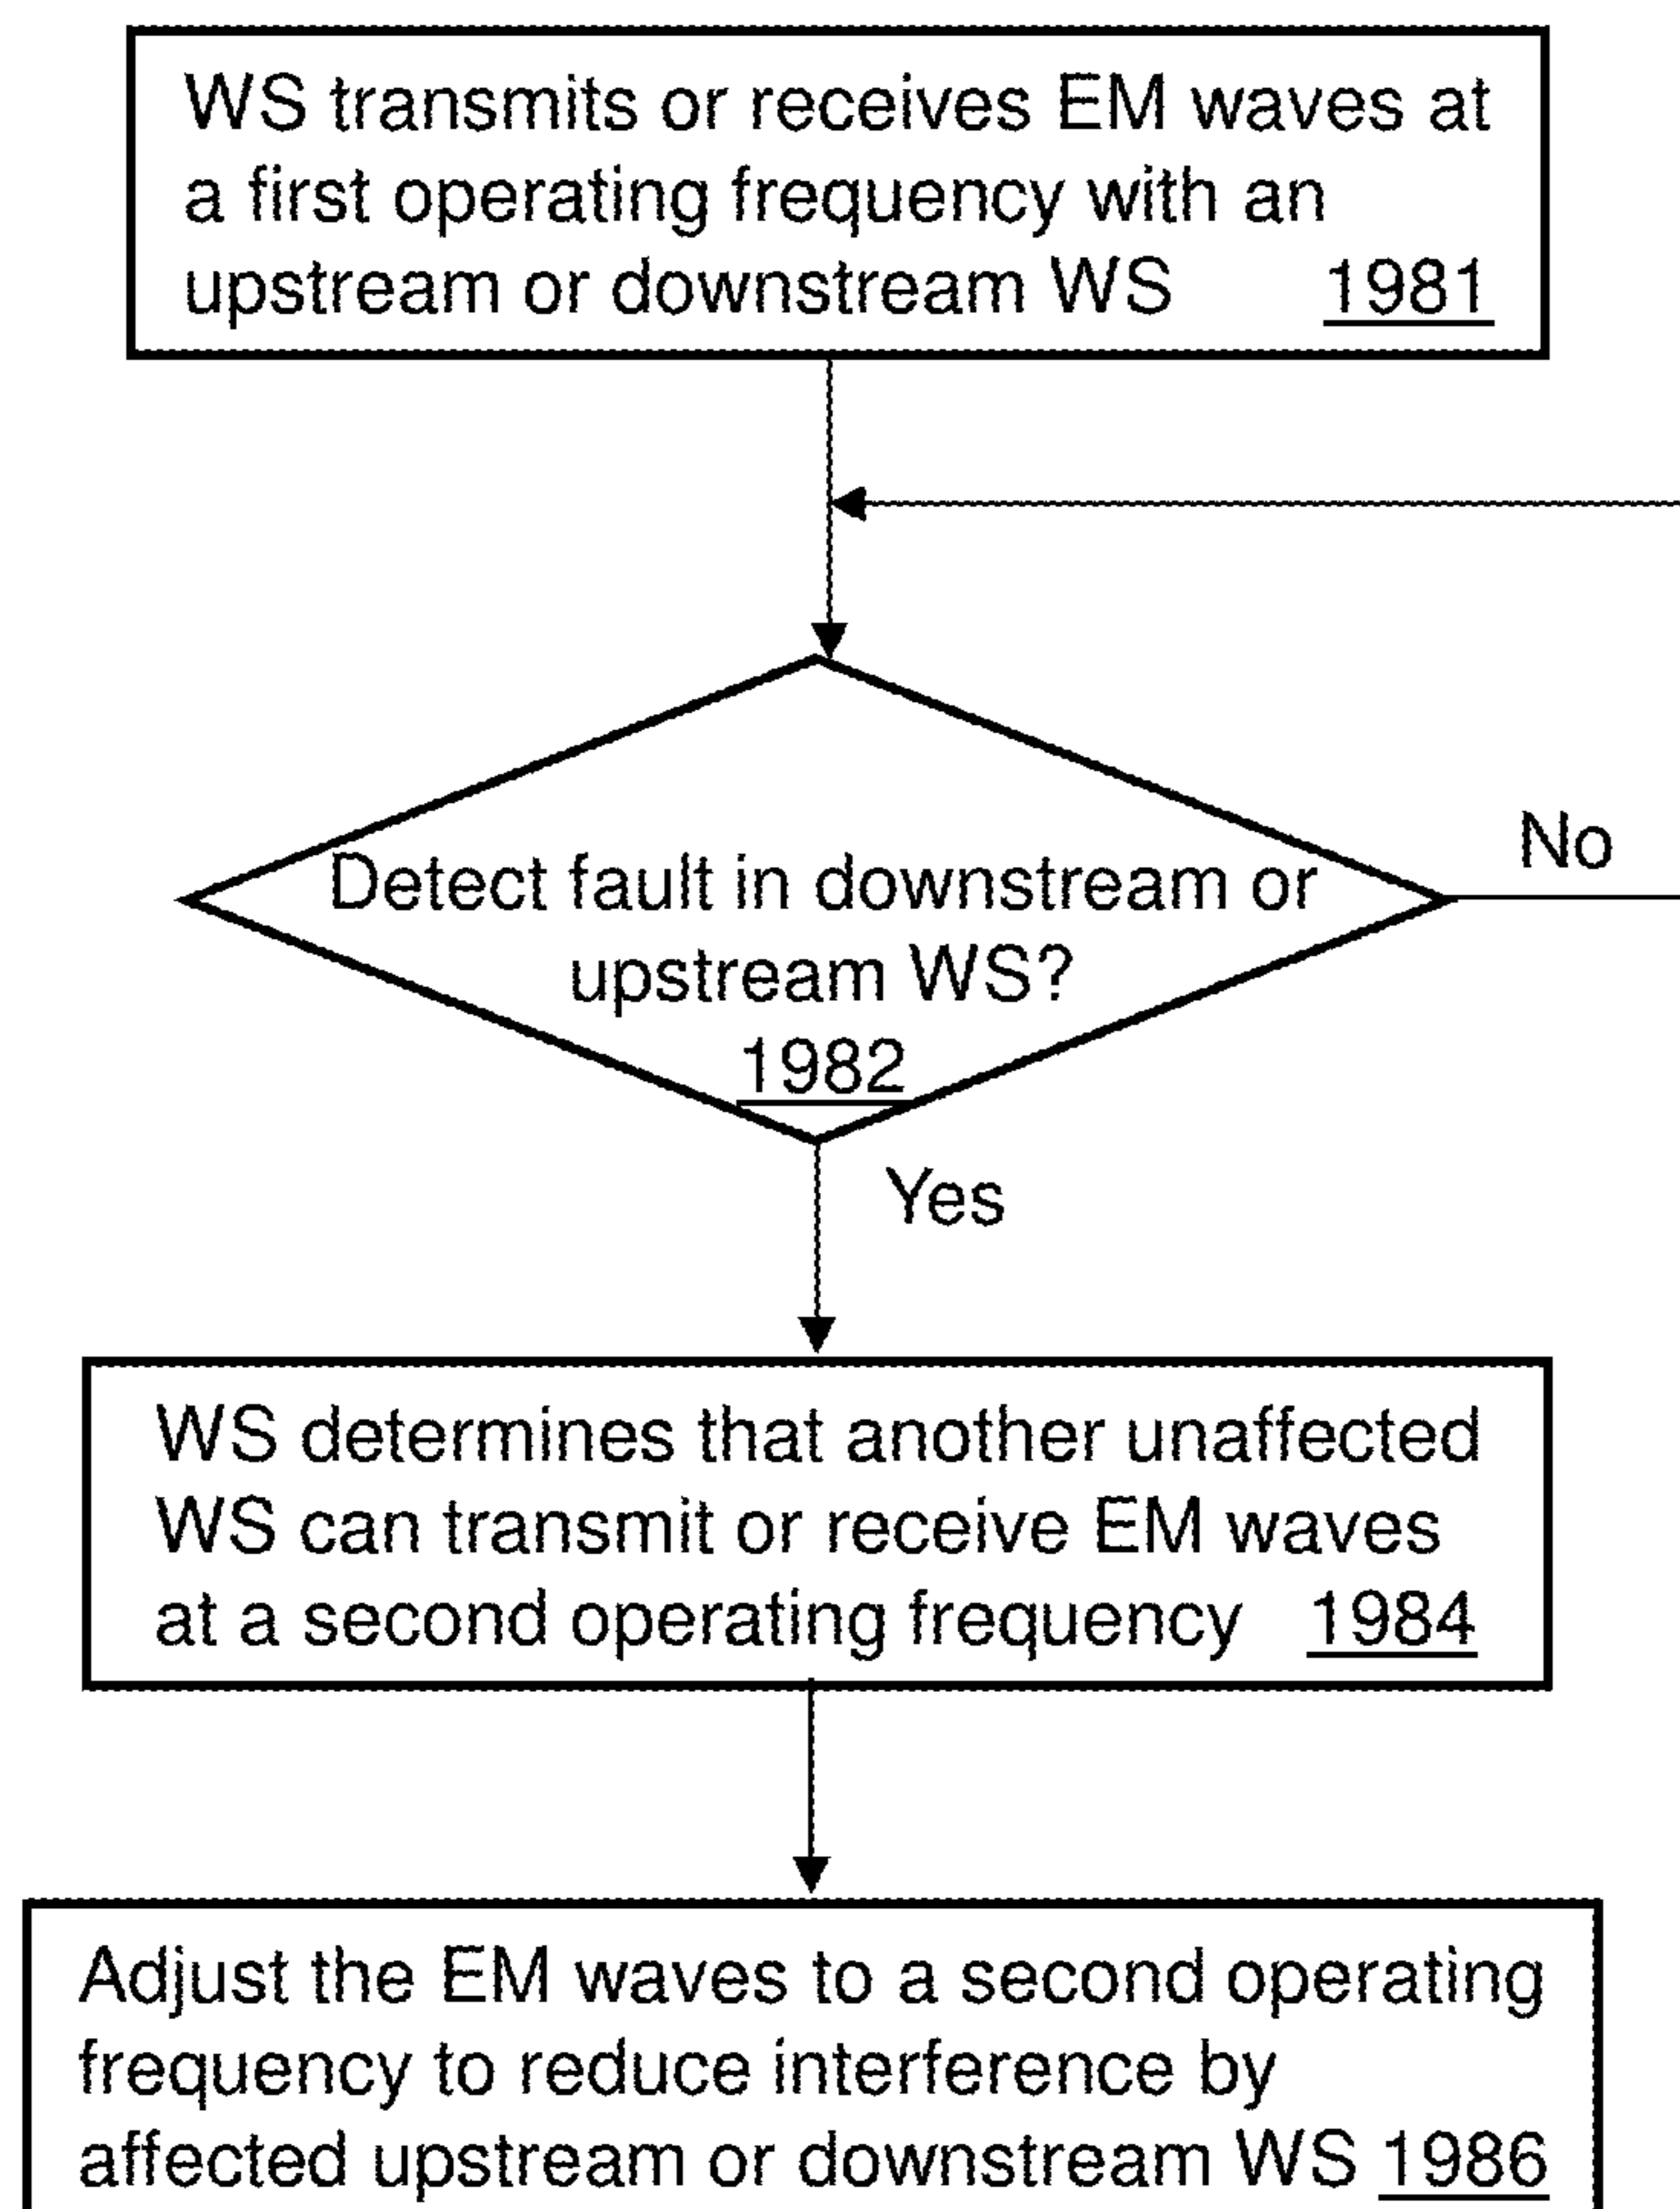 WS transmits or receives EM waves at
a first operating frequency with an
upstream or downstream WS 1981
Detect fault in downstream or
upstream WS?
1982
No
Yes
WS determines that another unaffected
WS can transmit or receive EM waves
at a second operating frequency 1984
Adjust the EM waves to a second operating
frequency to reduce interference by
affected upstream or downstream WS 1986